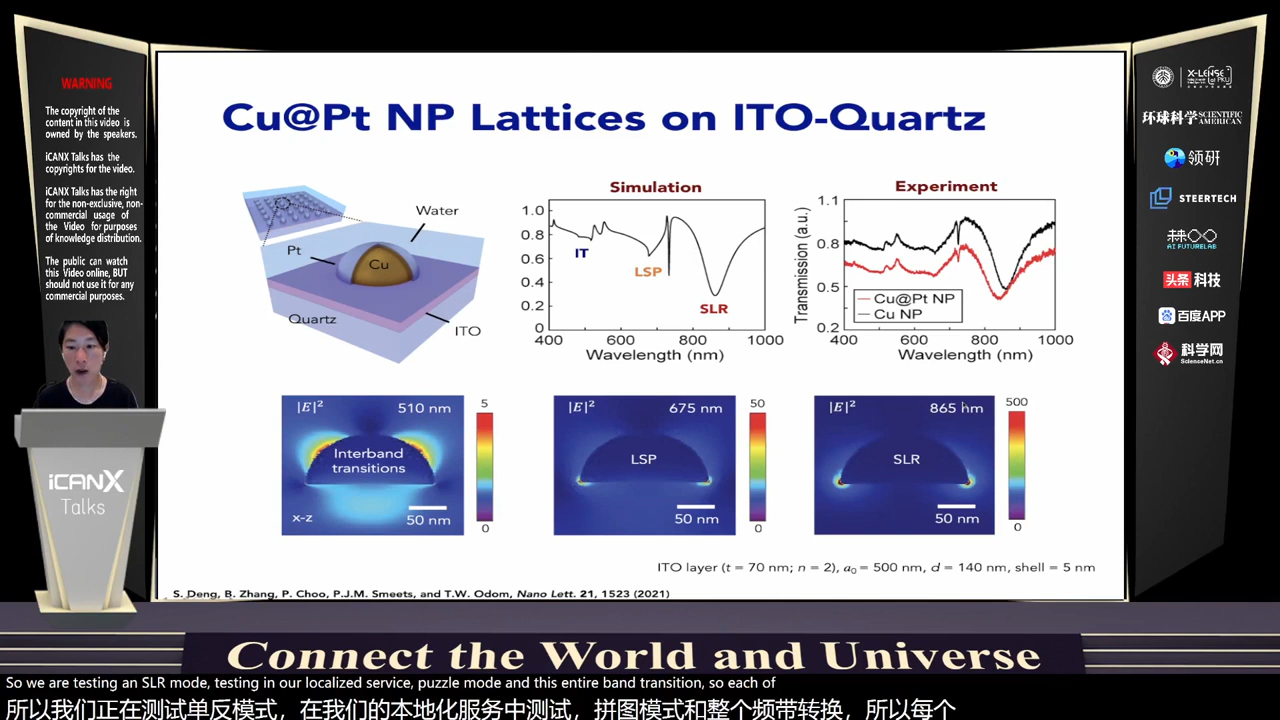 WARNING
The copyright of the
content in this video is
owned by the speakers.
iCANX Talks has the
copyrights for the video.
iCANX Talks has the right
for the non-exclusive, non-
commercial usage of
the Video for purposes
of knowledge distribution.
The public can watch
this Video online, BUT
should not use it for any
commercial purposes.
iCANX
Talks
Cu@Pt NP Lattices on ITO-Quartz
Water
Pt
Cu
Quartz
ITO
Simulation
1.0
0.8
0.6
0.4
0.2
0
IT
LSP
SLR
400 600 800 1000
Wavelength (nm)
Experiment
Transmission (a.u.)
1.1
0.8
0.5
0.2
Cu@Pt NP
Cu NP
400 600 800 1000
Wavelength (nm)
|E|² 510 nm
Interband
transitions
x-z
50 nm
5
0
|E|² 675 nm
LSP
50 nm
50
0
|E|² 865 nm
SLR
50 nm
500
0
ITO layer (t = 70 nm; n = 2), a₀ = 500 nm, d = 140 nm, shell = 5 nm
S. Deng, B. Zhang, P. Choo, P.J.M. Smeets, and T.W. Odom, Nano Lett. 21, 1523 (2021)
X-LENSE
环球科学 SCIENTIFIC AMERICAN
领研
STEERTECH
AI FUTURELAB
头条 科技
百度APP
科学网
ScienceNet.cn
Connect the World and Universe
So we are testing an SLR mode, testing in our localized service, puzzle mode and this entire band transition, so each of
所以我们正在测试单反模式，在我们的本地化服务中测试，拼图模式和整个频带转换，所以每个